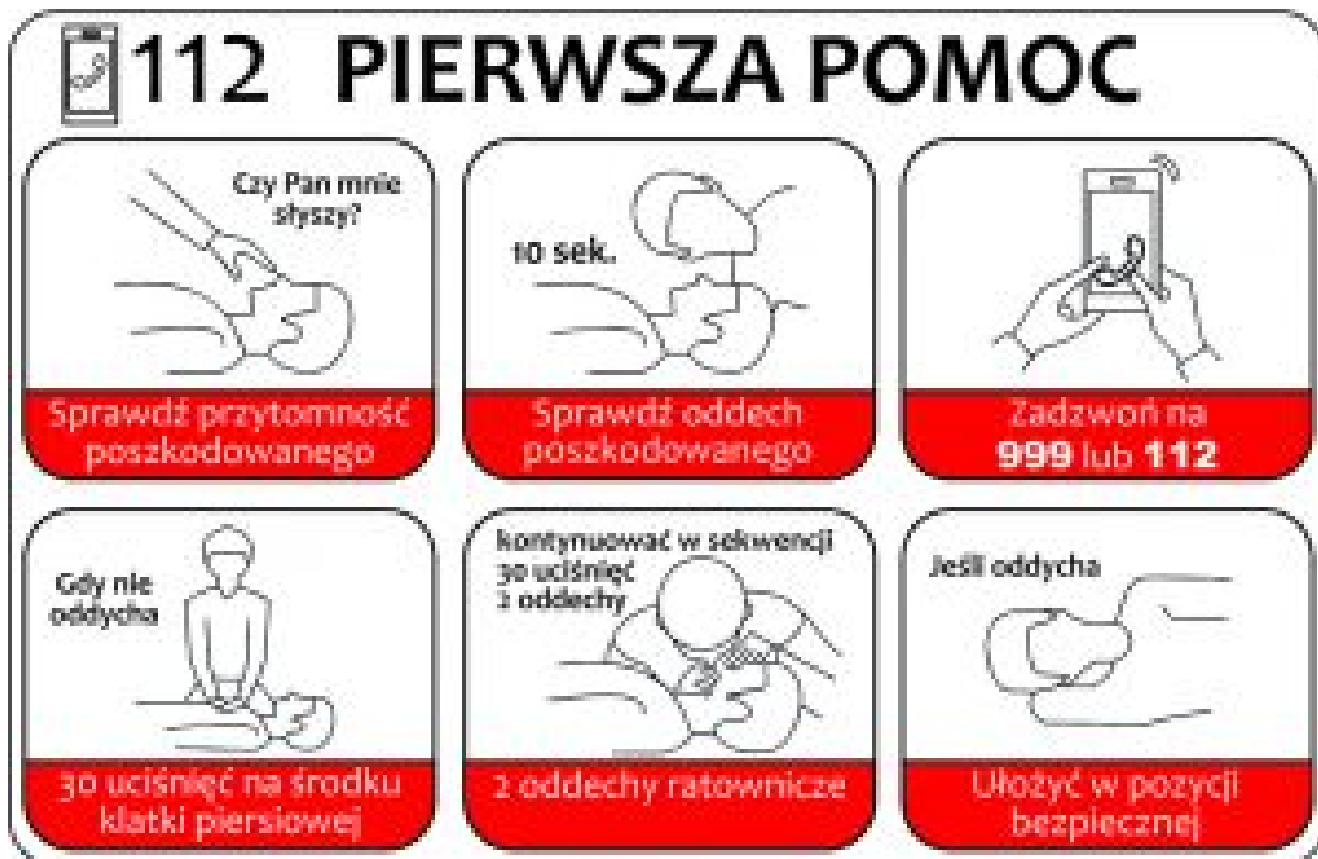 112 PIERWSZA POMOC
Czy Pan mnie
słyszy?
Sprawdź przytomność
poszkodowanego
10 sek.
Sprawdź oddech
poszkodowanego
Zadzwoń na
999 lub 112
Gdy nie
oddycha
30 uciśnięć na środku
klatki piersiowej
kontynuować w sekwencji
30 uciśnięć
2 oddechy
2 oddechy ratownicze
Jeśli oddycha
Ułożyć w pozycji
bezpiecznej